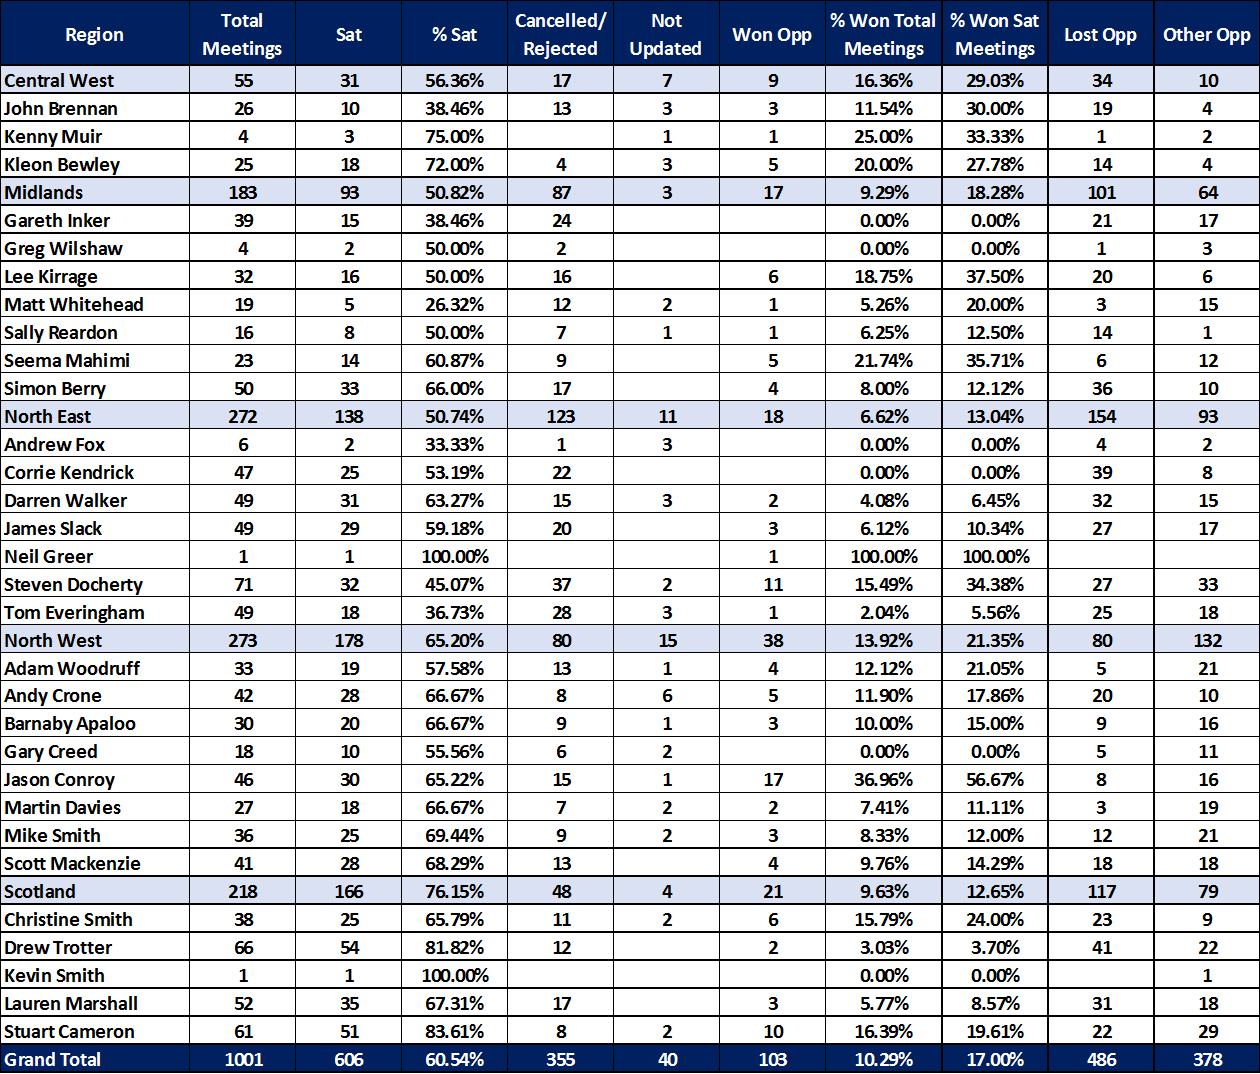 Region Total Meetings Sat % Sat Cancelled/ Rejected Not Updated Won Opp % Won Total Meetings % Won Sat Meetings Lost Opp Other Opp
Central West 55 31 56.36% 17 7 9 16.36% 29.03% 34 10
John Brennan 26 10 38.46% 13 3 3 11.54% 30.00% 19 4
Kenny Muir 4 3 75.00% 1 1 25.00% 33.33% 1 2
Kleon Bewley 25 18 72.00% 4 3 5 20.00% 27.78% 14 4
Midlands 183 93 50.82% 87 3 17 9.29% 18.28% 101 64
Gareth Inker 39 15 38.46% 24 0.00% 0.00% 21 17
Greg Wilshaw 4 2 50.00% 2 0.00% 0.00% 1 3
Lee Kirrage 32 16 50.00% 16 6 18.75% 37.50% 20 6
Matt Whitehead 19 5 26.32% 12 2 1 5.26% 20.00% 3 15
Sally Reardon 16 8 50.00% 7 1 1 6.25% 12.50% 14 1
Seema Mahimi 23 14 60.87% 9 5 21.74% 35.71% 6 12
Simon Berry 50 33 66.00% 17 4 8.00% 12.12% 36 10
North East 272 138 50.74% 123 11 18 6.62% 13.04% 154 93
Andrew Fox 6 2 33.33% 1 3 0.00% 0.00% 4 2
Corrie Kendrick 47 25 53.19% 22 0.00% 0.00% 39 8
Darren Walker 49 31 63.27% 15 3 2 4.08% 6.45% 32 15
James Slack 49 29 59.18% 20 3 6.12% 10.34% 27 17
Neil Greer 1 1 100.00% 1 100.00% 100.00%
Steven Docherty 71 32 45.07% 37 2 11 15.49% 34.38% 27 33
Tom Everingham 49 18 36.73% 28 3 1 2.04% 5.56% 25 18
North West 273 178 65.20% 80 15 38 13.92% 21.35% 80 132
Adam Woodruff 33 19 57.58% 13 1 4 12.12% 21.05% 5 21
Andy Crone 42 28 66.67% 8 6 5 11.90% 17.86% 20 10
Barnaby Apaloo 30 20 66.67% 9 1 3 10.00% 15.00% 9 16
Gary Creed 18 10 55.56% 6 2 0.00% 0.00% 5 11
Jason Conroy 46 30 65.22% 15 1 17 36.96% 56.67% 8 16
Martin Davies 27 18 66.67% 7 2 2 7.41% 11.11% 3 19
Mike Smith 36 25 69.44% 9 2 3 8.33% 12.00% 12 21
Scott Mackenzie 41 28 68.29% 13 4 9.76% 14.29% 18 18
Scotland 218 166 76.15% 48 4 21 9.63% 12.65% 117 79
Christine Smith 38 25 65.79% 11 2 6 15.79% 24.00% 23 9
Drew Trotter 66 54 81.82% 12 2 3.03% 3.70% 41 22
Kevin Smith 1 1 100.00% 0.00% 0.00% 1
Lauren Marshall 52 35 67.31% 17 3 5.77% 8.57% 31 18
Stuart Cameron 61 51 83.61% 8 2 10 16.39% 19.61% 22 29
Grand Total 1001 606 60.54% 355 40 103 10.29% 17.00% 486 378